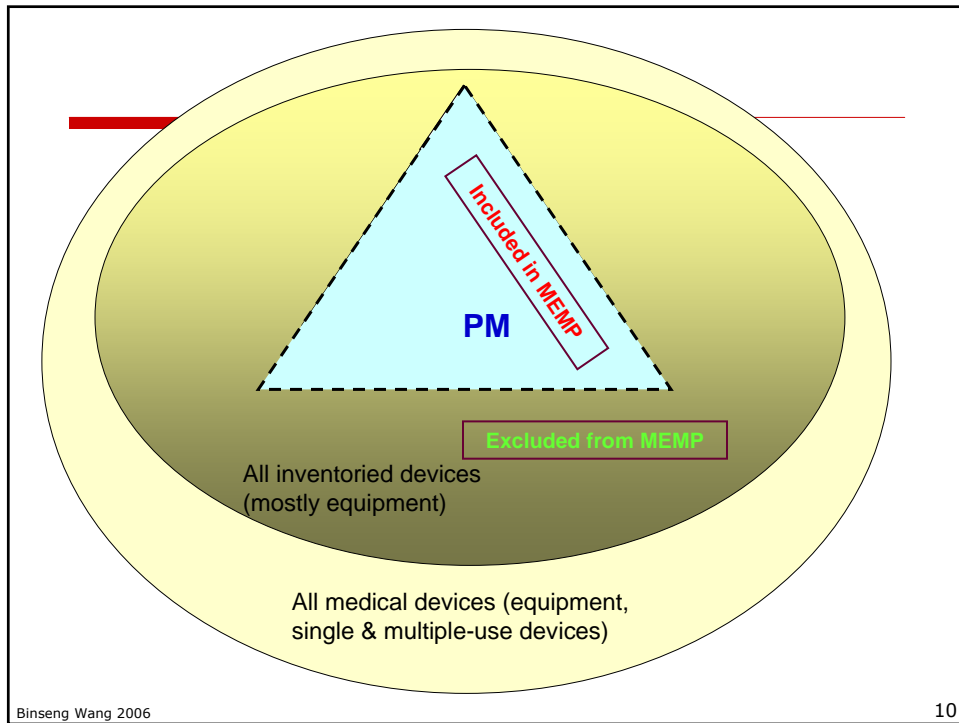 Included in MEMP
PM
Excluded from MEMP
All inventoried devices
(mostly equipment)
All medical devices (equipment,
single & multiple-use devices)
Binseng Wang 2006
10